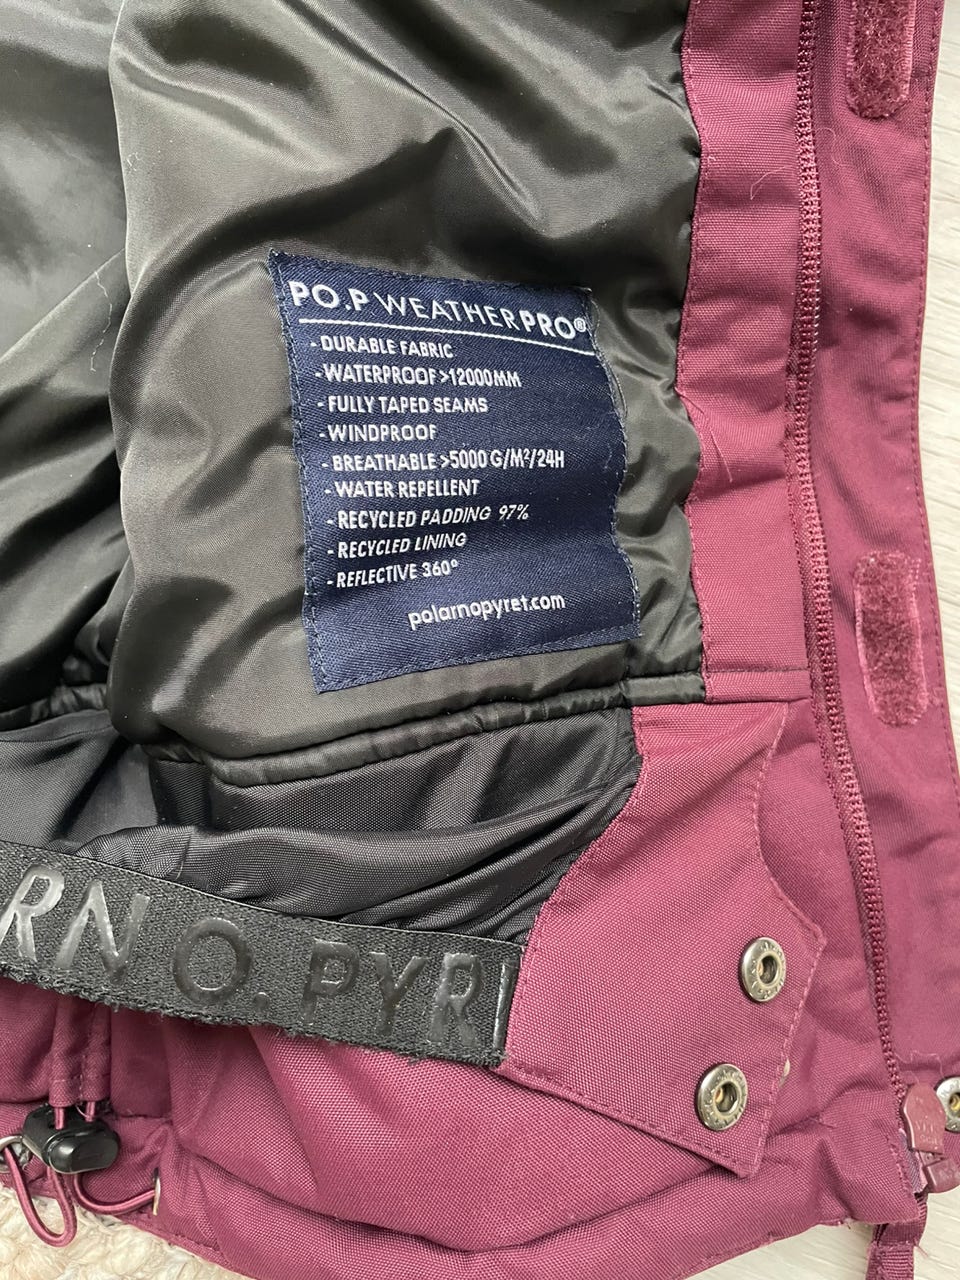 PO.P WEATHERPRO®
- DURABLE FABRIC
- WATERPROOF >12000MM
- FULLY TAPED SEAMS
- WINDPROOF
- BREATHABLE >5000 G/M²/24H
- WATER REPELLENT
- RECYCLED PADDING 97%
- RECYCLED LINING
- REFLECTIVE 360°
polarnopyret.com
RN O. PYR